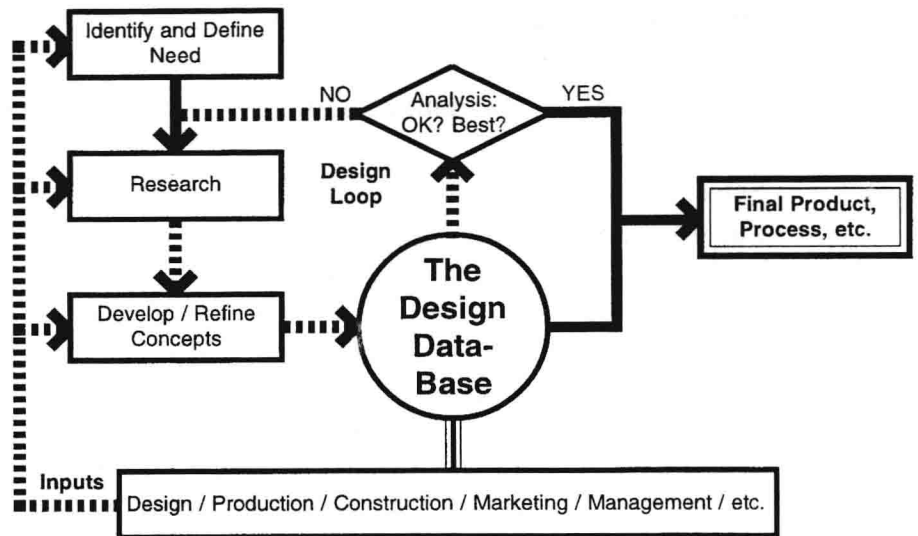 Identify and Define
Need
NO
Analysis:
OK? Best?
YES
Research
Design
Loop
Final Product,
Process, etc.
Develop / Refine
Concepts
The
Design
Data-
Base
Inputs
Design / Production / Construction / Marketing / Management / etc.